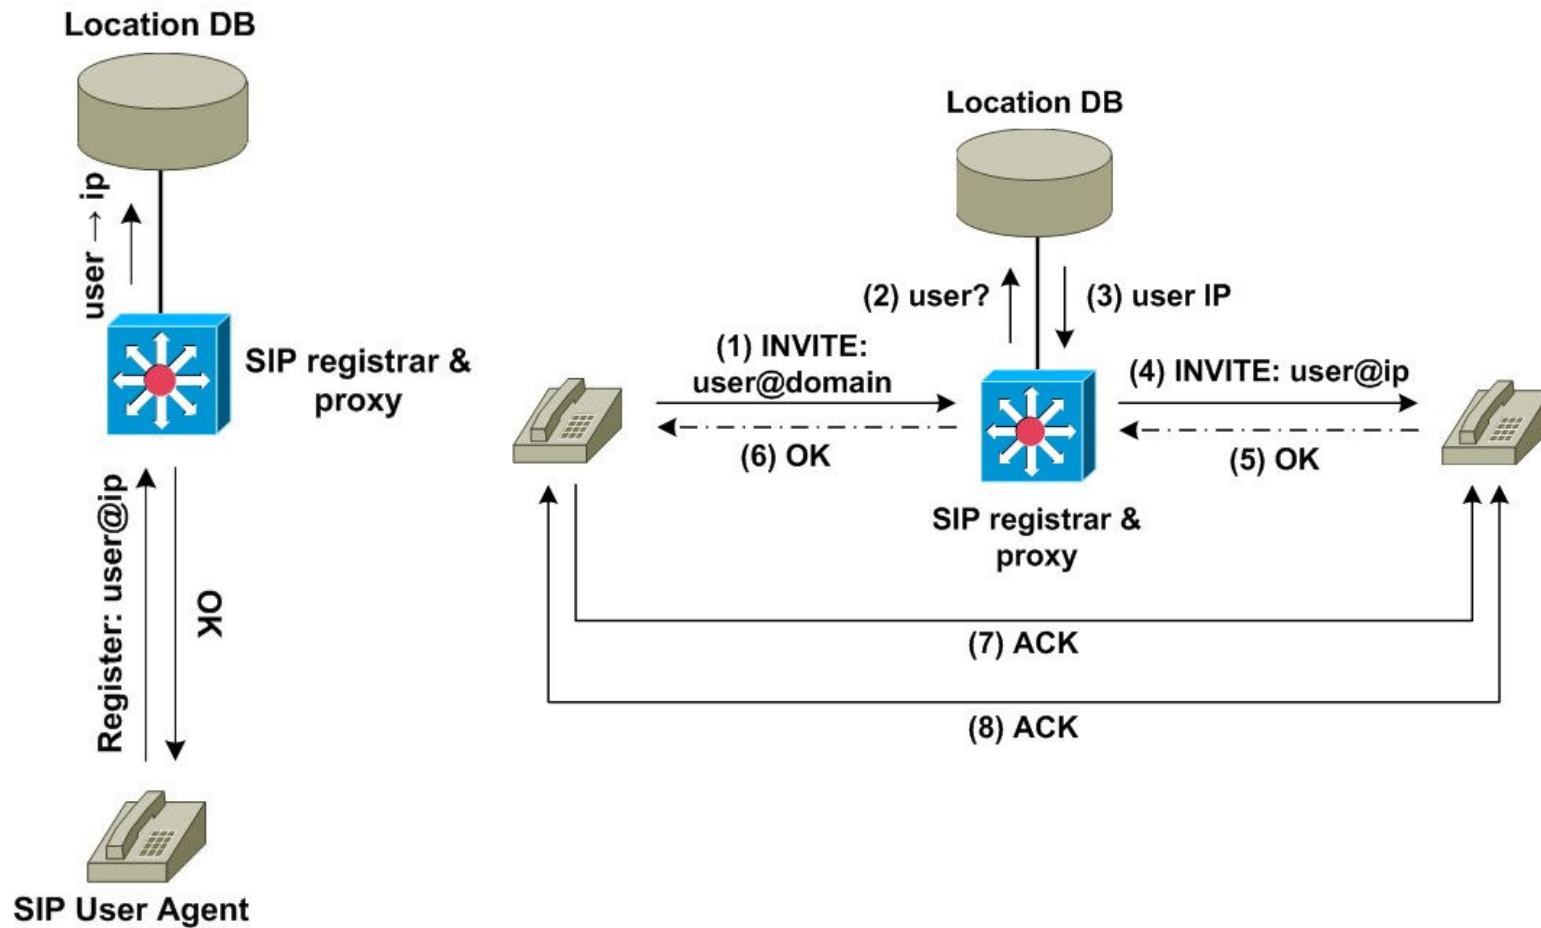 Location DB
user → ip
SIP registrar &
proxy
Register: user@ip
OK
SIP User Agent
Location DB
(2) user?
(3) user IP
(1) INVITE:
user@domain
(4) INVITE: user@ip
(6) OK
(5) OK
SIP registrar &
proxy
(7) ACK
(8) ACK